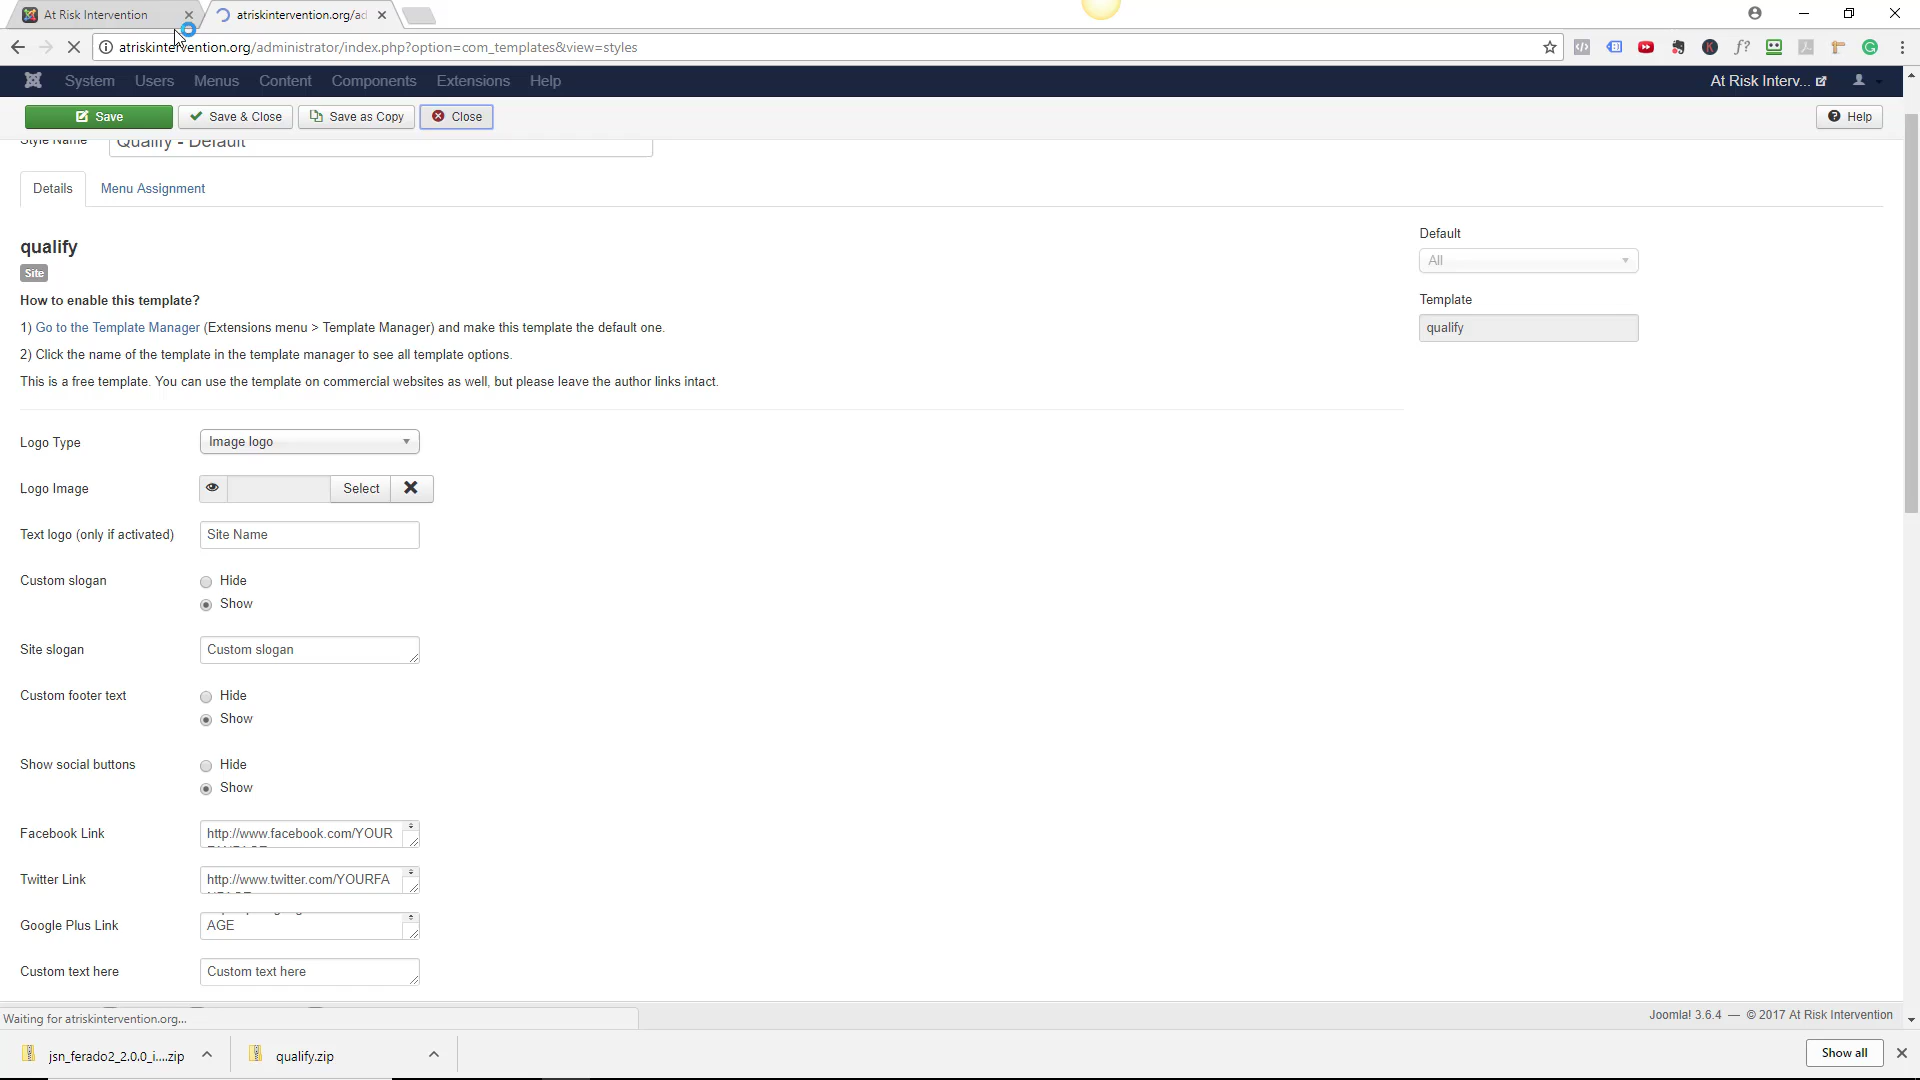 At Risk Intervention
atriskintervention.org/ad
atriskintervention.org/administrator/index.php?option=com_templates&view=styles
System Users Menus Content Components Extensions Help
At Risk Interv...
Save
Save & Close
Save as Copy
Close
Help
Style Name
Qualify - Default
Details
Menu Assignment
qualify
Site
How to enable this template?
1) Go to the Template Manager (Extensions menu > Template Manager) and make this template the default one.
2) Click the name of the template in the template manager to see all template options.
This is a free template. You can use the template on commercial websites as well, but please leave the author links intact.
Default
All
Template
qualify
Logo Type
Image logo
Logo Image
Select
Text logo (only if activated)
Site Name
Custom slogan
Hide
Show
Site slogan
Custom slogan
Custom footer text
Hide
Show
Show social buttons
Hide
Show
Facebook Link
http://www.facebook.com/YOUR
Twitter Link
http://www.twitter.com/YOURFA
Google Plus Link
AGE
Custom text here
Custom text here
Waiting for atriskintervention.org...
Joomla! 3.6.4 — © 2017 At Risk Intervention
jsn_ferado2_2.0.0_i....zip
qualify.zip
Show all